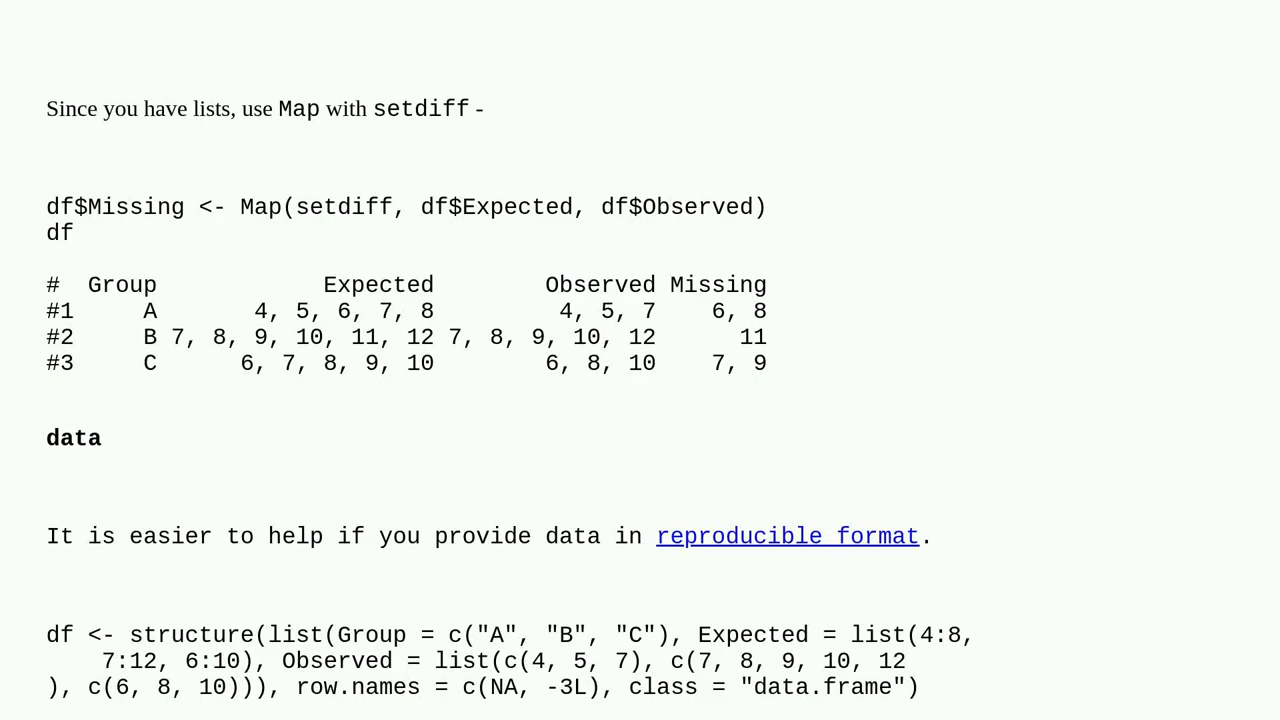 Since you have lists, use Map with setdiff -
df$Missing <- Map(setdiff, df$Expected, df$Observed)
df
#  Group            Expected        Observed Missing
#1     A       4, 5, 6, 7, 8         4, 5, 7    6, 8
#2     B 7, 8, 9, 10, 11, 12 7, 8, 9, 10, 12      11
#3     C      6, 7, 8, 9, 10        6, 8, 10    7, 9
data
It is easier to help if you provide data in reproducible format.
df <- structure(list(Group = c("A", "B", "C"), Expected = list(4:8,
    7:12, 6:10), Observed = list(c(4, 5, 7), c(7, 8, 9, 10, 12
), c(6, 8, 10))), row.names = c(NA, -3L), class = "data.frame")